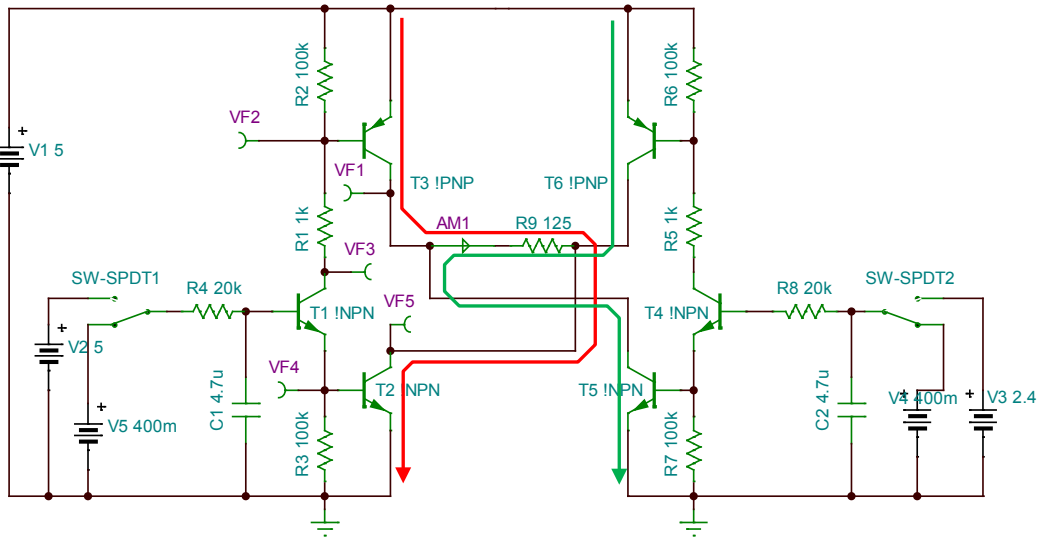 R2 100k
R6 100k
VF2
V1 5
T3 !PNP
T6 !PNP
VF1
R1 1k
AM1
R9 125
R5 1k
VF3
SW-SPDT1
SW-SPDT2
R4 20k
R8 20k
VF5
T1 !NPN
T4 !NPN
V2 5
VF4
T2 !NPN
T5 !NPN
C1 4.7u
C2 4.7u
V4 400m
V3 2.4
V5 400m
R3 100k
R7 100k